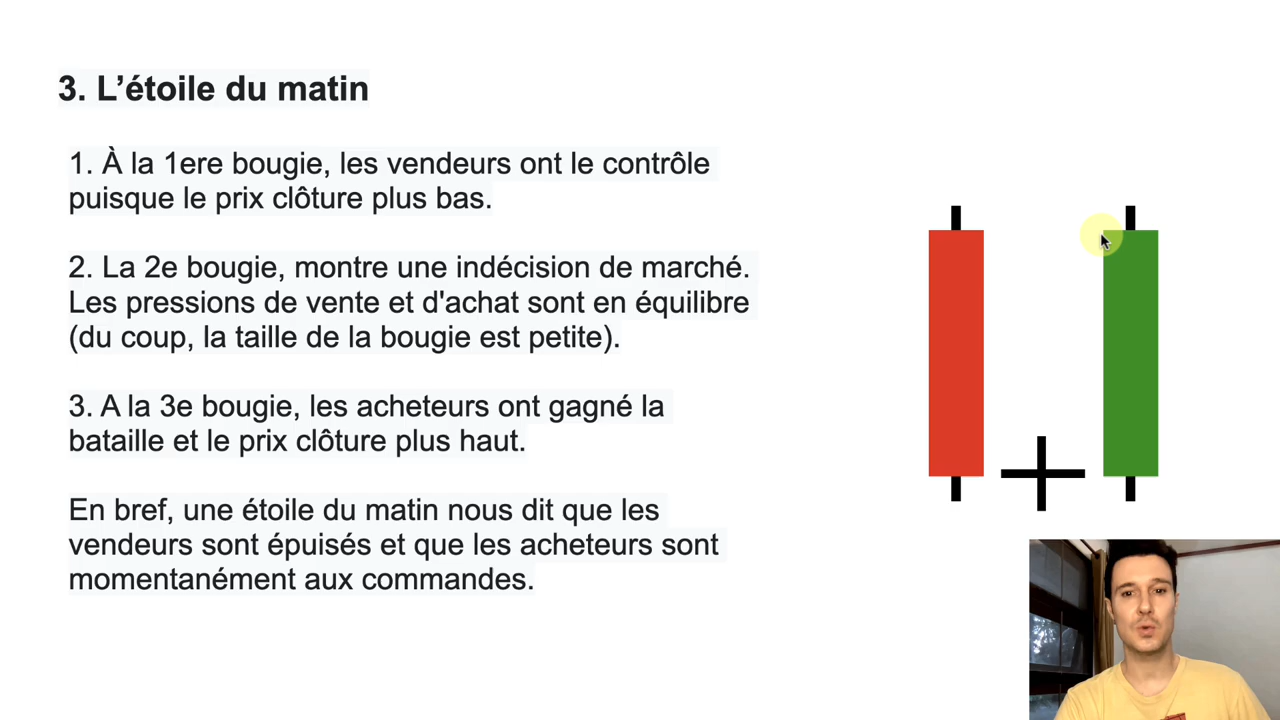 3. L’étoile du matin
1. À la 1ere bougie, les vendeurs ont le contrôle
puisque le prix clôture plus bas.
2. La 2e bougie, montre une indécision de marché.
Les pressions de vente et d'achat sont en équilibre
(du coup, la taille de la bougie est petite).
3. A la 3e bougie, les acheteurs ont gagné la
bataille et le prix clôture plus haut.
En bref, une étoile du matin nous dit que les
vendeurs sont épuisés et que les acheteurs sont
momentanément aux commandes.